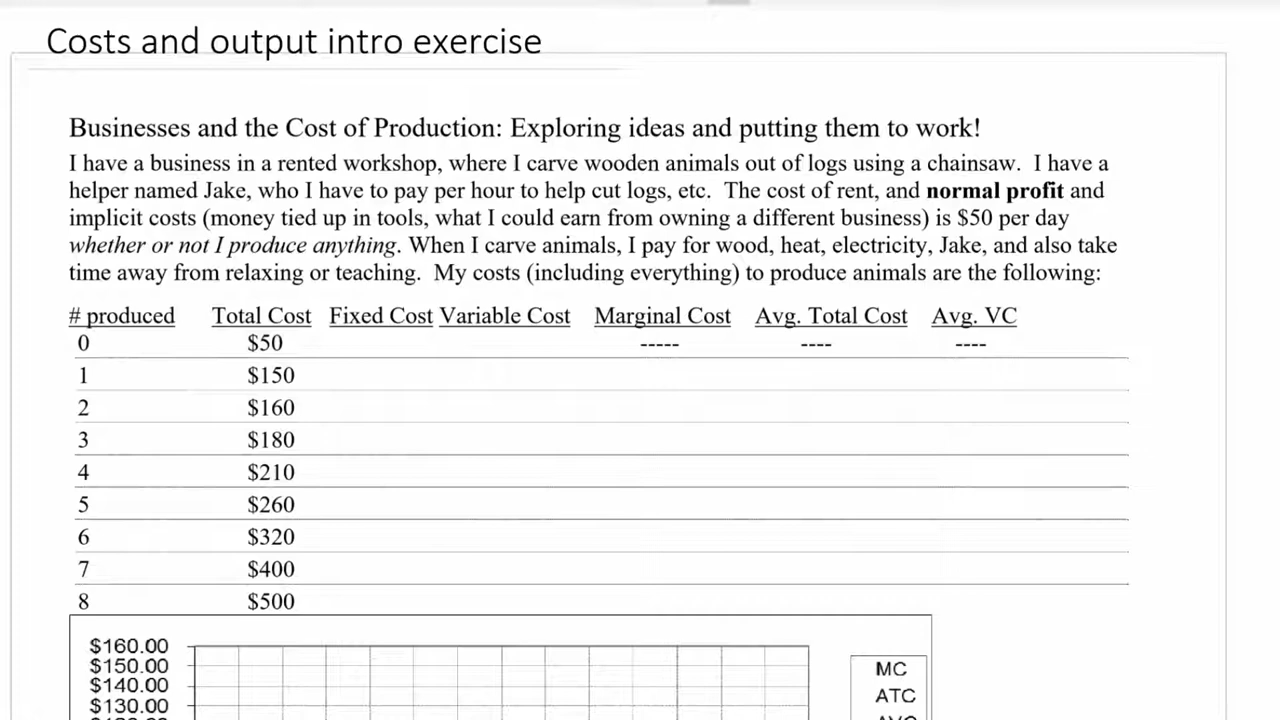 Costs and output intro exercise
Businesses and the Cost of Production: Exploring ideas and putting them to work!
I have a business in a rented workshop, where I carve wooden animals out of logs using a chainsaw. I have a
helper named Jake, who I have to pay per hour to help cut logs, etc. The cost of rent, and normal profit and
implicit costs (money tied up in tools, what I could earn from owning a different business) is $50 per day
whether or not I produce anything. When I carve animals, I pay for wood, heat, electricity, Jake, and also take
time away from relaxing or teaching. My costs (including everything) to produce animals are the following:
# produced Total Cost Fixed Cost Variable Cost Marginal Cost Avg. Total Cost Avg. VC
0 $50 ----- ---- ----
1 $150
2 $160
3 $180
4 $210
5 $260
6 $320
7 $400
8 $500
$160.00
$150.00
$140.00
$130.00
MC
ATC